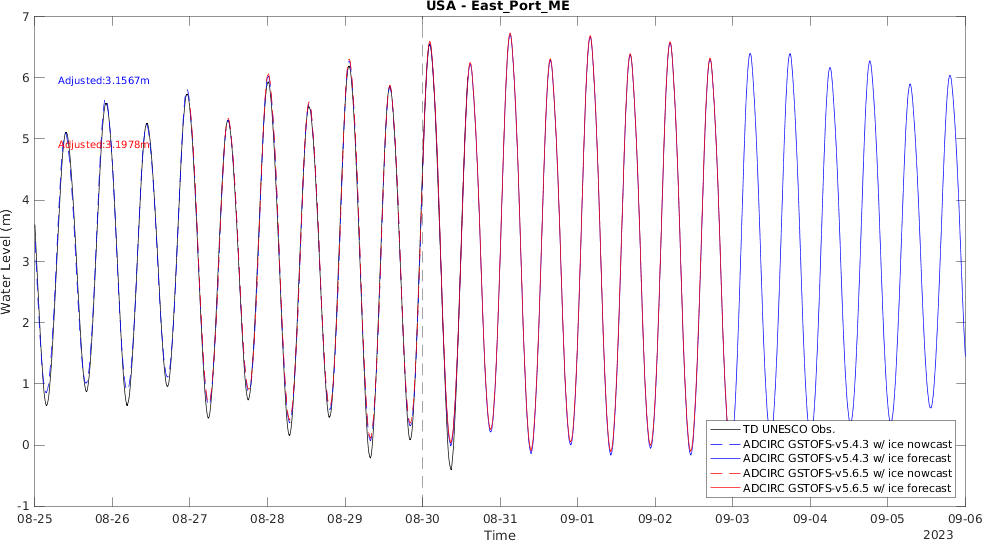 USA - East_Port_ME
7
6
5
4
3
2
1
0
-1
Water Level (m)
Adjusted:3.1567m
Adjusted:3.1978m
TD UNESCO Obs.
ADCIRC GSTOFS-v5.4.3 w/ ice nowcast
ADCIRC GSTOFS-v5.4.3 w/ ice forecast
ADCIRC GSTOFS-v5.6.5 w/ ice nowcast
ADCIRC GSTOFS-v5.6.5 w/ ice forecast
08-25 08-26 08-27 08-28 08-29 08-30 08-31 09-01 09-02 09-03 09-04 09-05 09-06
Time
2023